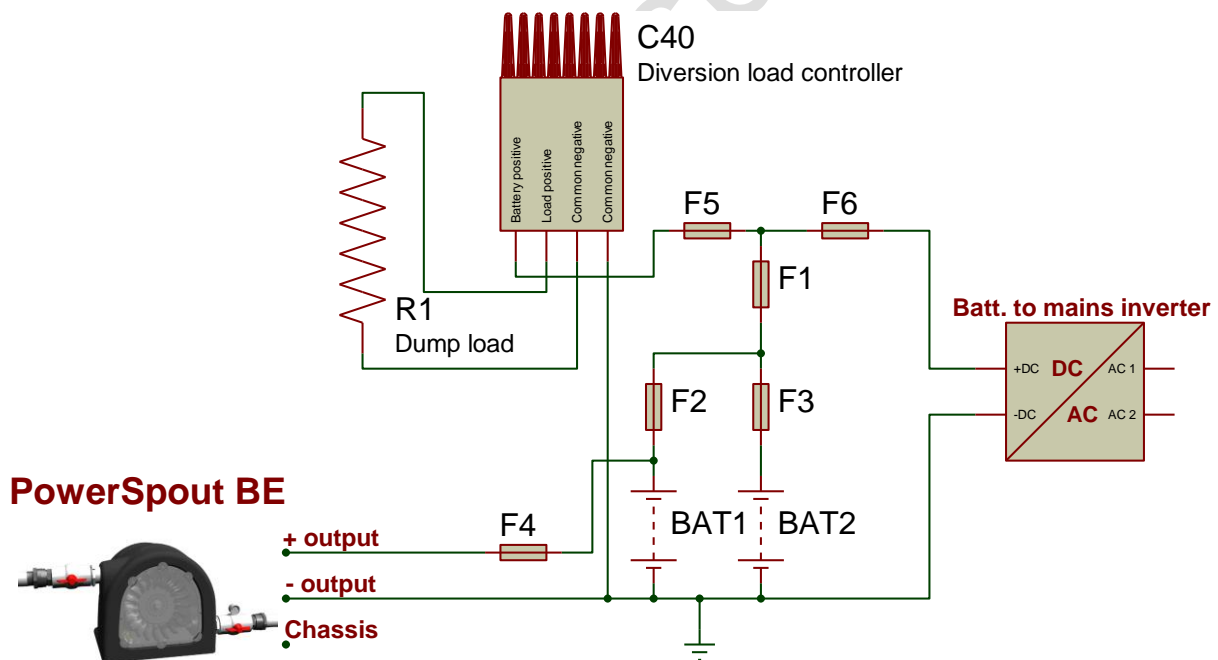 C40
Diversion load controller
Battery positive
Load positive
Common negative
Common negative
F5
F6
F1
R1
Dump load
Batt. to mains inverter
+DC
DC
AC 1
-DC
AC
AC 2
F2
F3
PowerSpout BE
F4
BAT1
BAT2
+ output
- output
Chassis